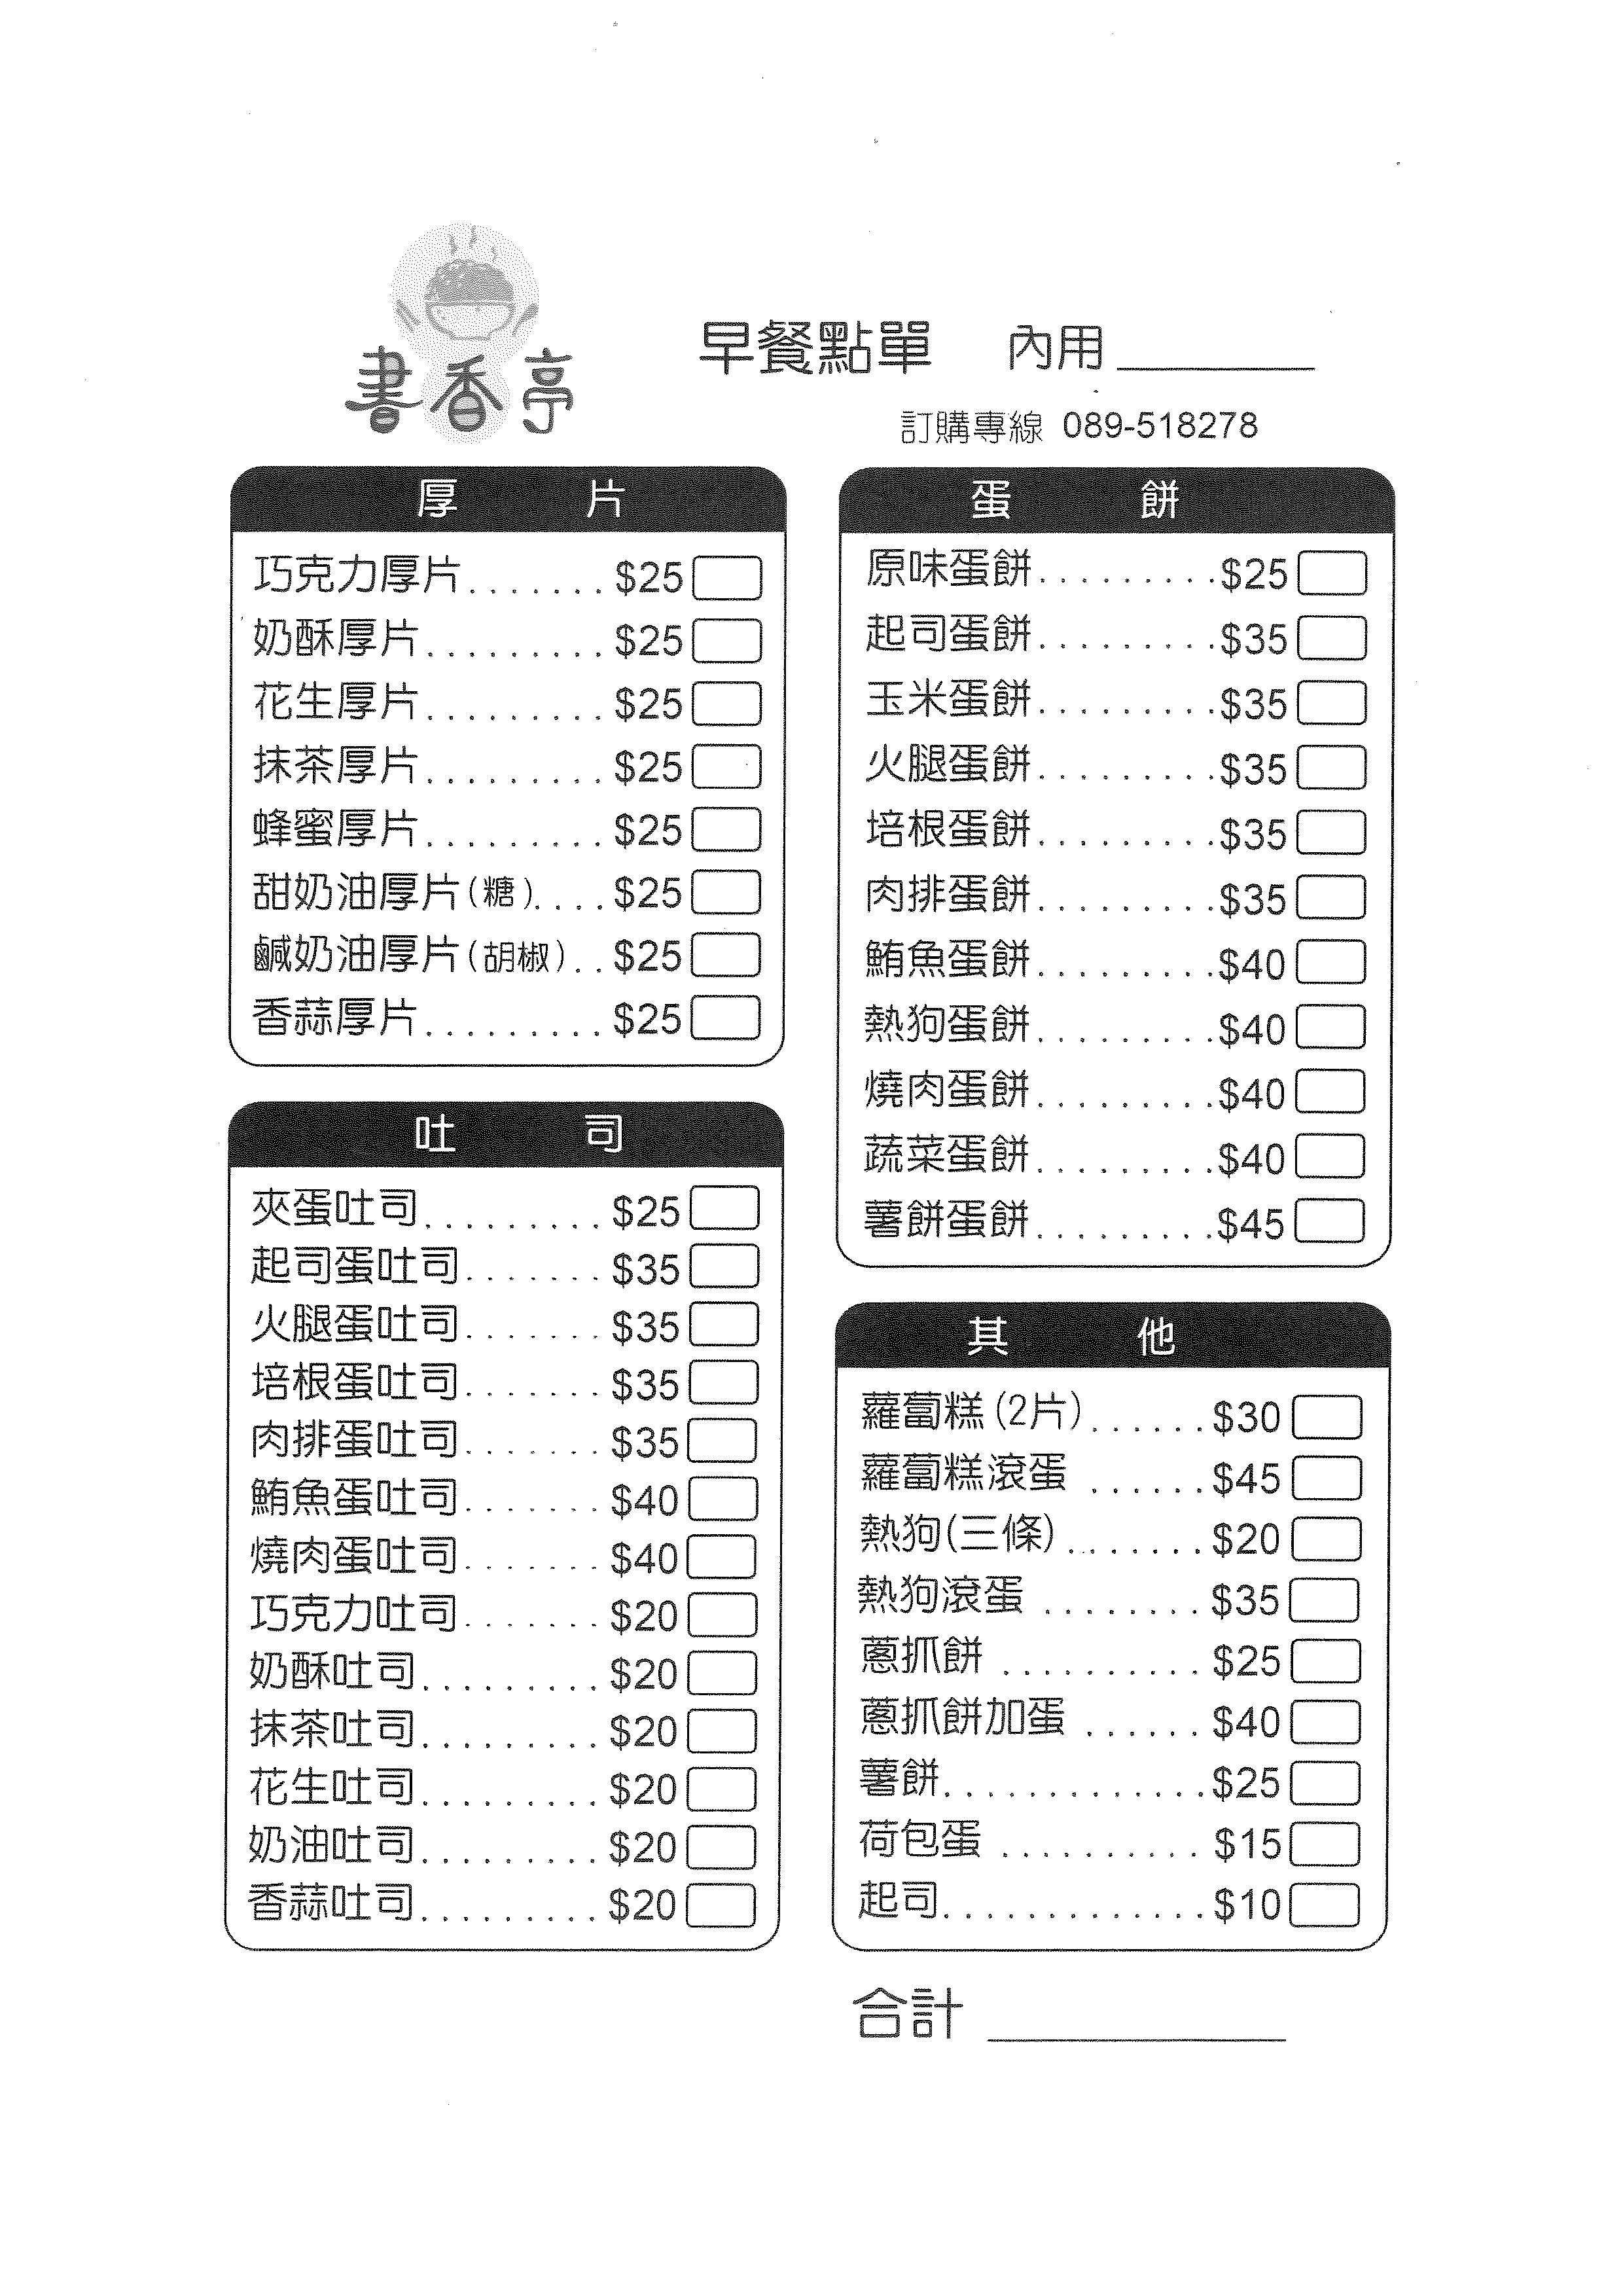 書香亭
早餐點單 內用
訂購專線 089-518278
厚 片
巧克力厚片.......$25
奶酥厚片.........$25
花生厚片.........$25
抹茶厚片.........$25
蜂蜜厚片.........$25
甜奶油厚片(糖)....$25
鹹奶油厚片(胡椒)..$25
香蒜厚片.........$25
吐 司
夾蛋吐司.........$25
起司蛋吐司.......$35
火腿蛋吐司.......$35
培根蛋吐司.......$35
肉排蛋吐司.......$35
鮪魚蛋吐司.......$40
燒肉蛋吐司.......$40
巧克力吐司.......$20
奶酥吐司.........$20
抹茶吐司.........$20
花生吐司.........$20
奶油吐司.........$20
香蒜吐司.........$20
蛋 餅
原味蛋餅.........$25
起司蛋餅.........$35
玉米蛋餅.........$35
火腿蛋餅.........$35
培根蛋餅.........$35
肉排蛋餅.........$35
鮪魚蛋餅.........$40
熱狗蛋餅.........$40
燒肉蛋餅.........$40
蔬菜蛋餅.........$40
薯餅蛋餅.........$45
其 他
蘿蔔糕(2片)......$30
蘿蔔糕滾蛋 ......$45
熱狗(三條).......$20
熱狗滾蛋 ........$35
蔥抓餅 ..........$25
蔥抓餅加蛋 ......$40
薯餅.............$25
荷包蛋 ..........$15
起司.............$10
合計